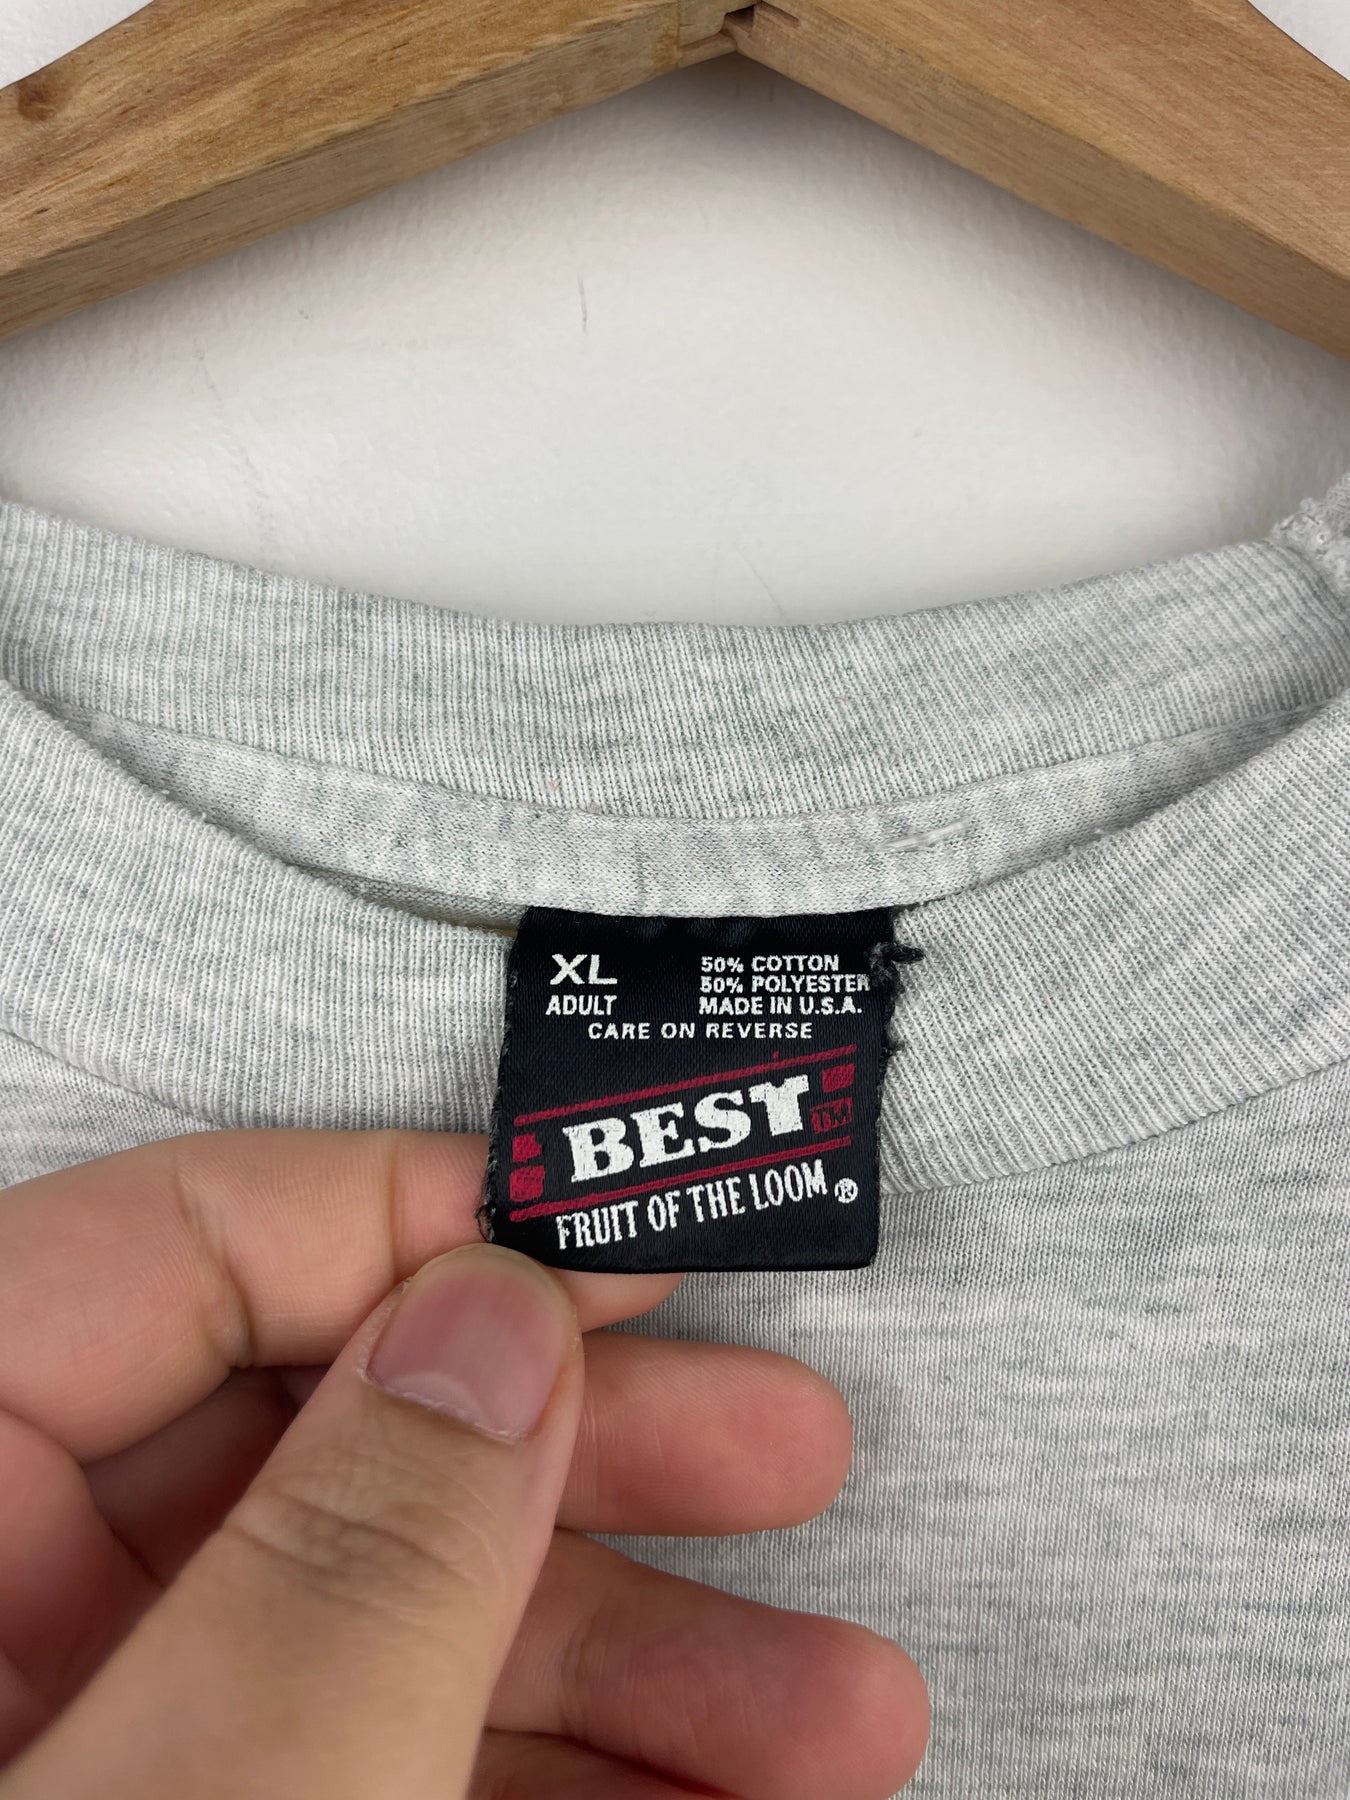 XL
ADULT
50% COTTON
50% POLYESTER
MADE IN U.S.A.
CARE ON REVERSE
BEST TM
FRUIT OF THE LOOM ®